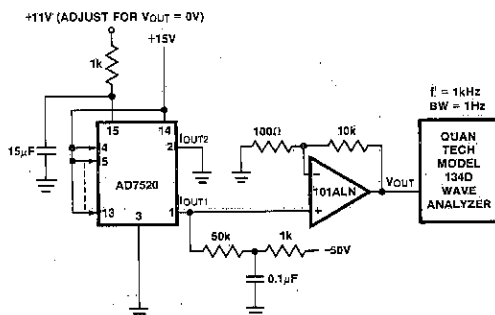 +11V (ADJUST FOR VOUT = 0V)
+15V
1k
15μF
15
14
4
5
13
2
IOUT2
AD7520
1
IOUT1
3
100Ω
10k
101ALN
−
+
VOUT
50k
1k
−50V
0.1μF
f = 1kHz
BW = 1Hz
QUAN
TECH
MODEL
134D
WAVE
ANALYZER